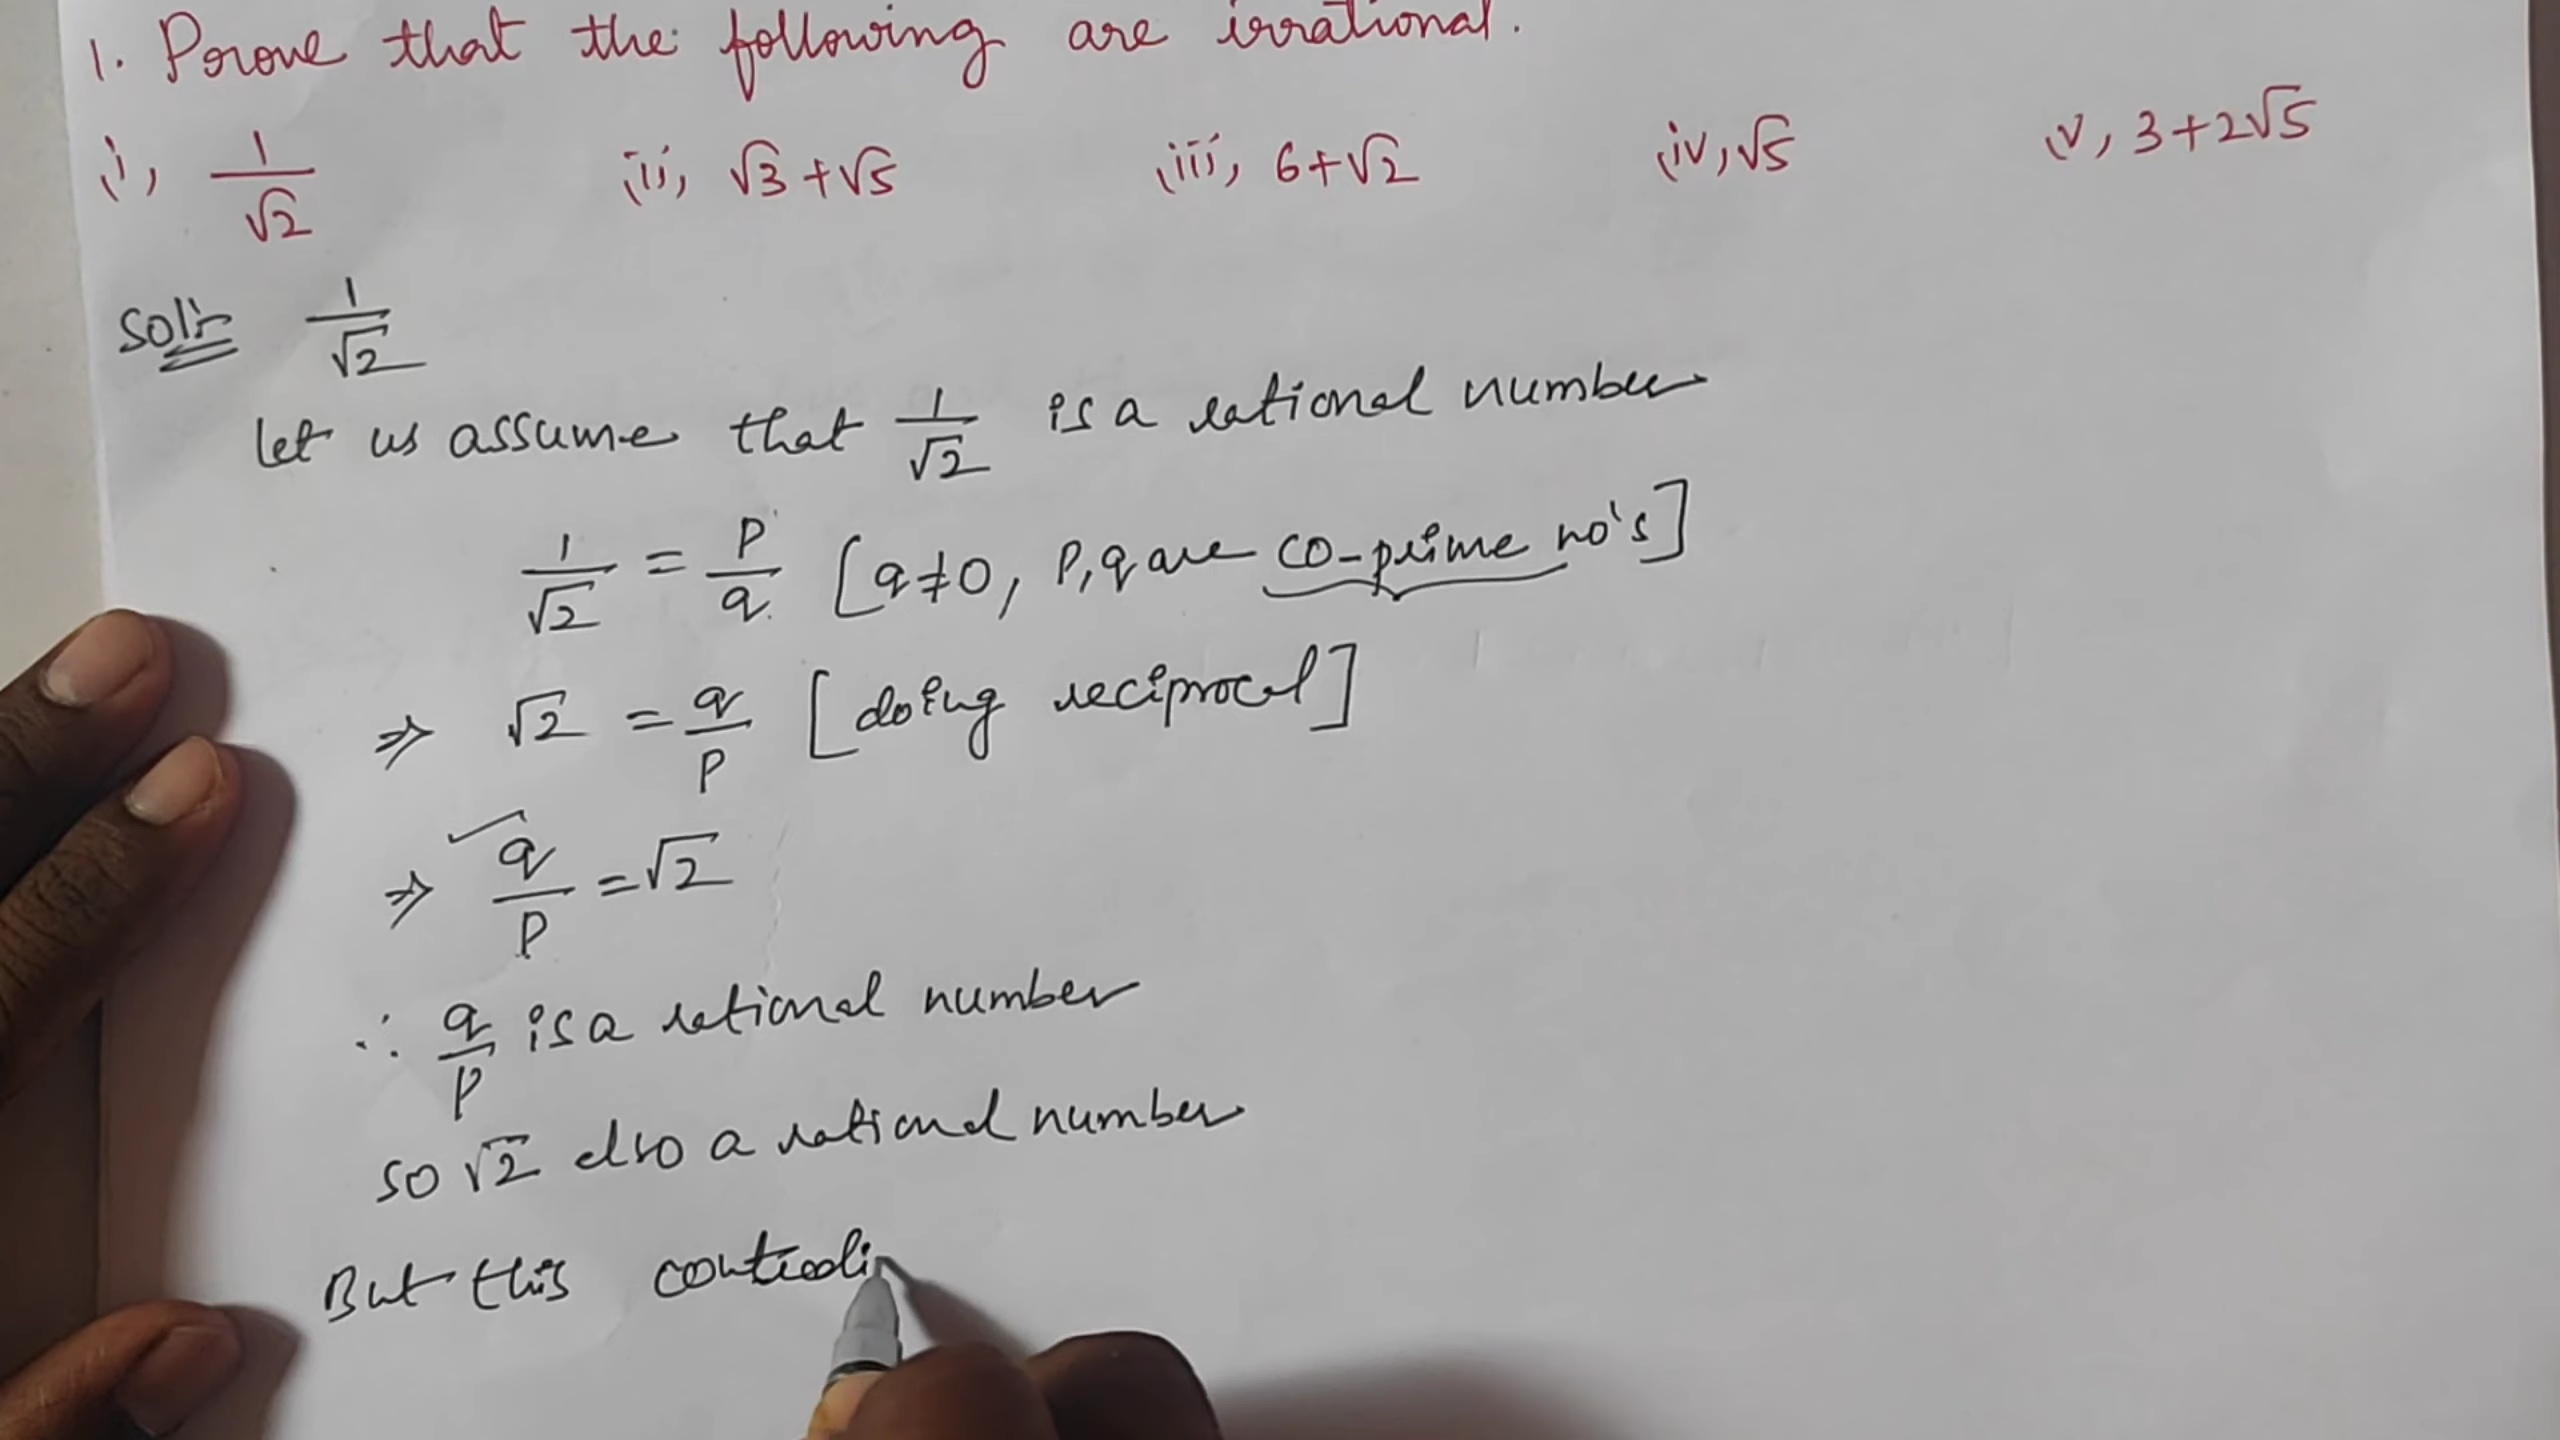 1. Prove that the following are irrational.
(i), 1/√2 (ii), √3+√5 (iii), 6+√2 (iv), √5 (v), 3+2√5
Sol:- 1/√2
let us assume that 1/√2 is a rational number
1/√2 = P/q [q≠0, P,q are co-prime no's]
⇒ √2 = q/P [doing reciprocal]
⇒ q/P = √2
∴ q/P is a rational number
so √2 also a rational number
But this contradi